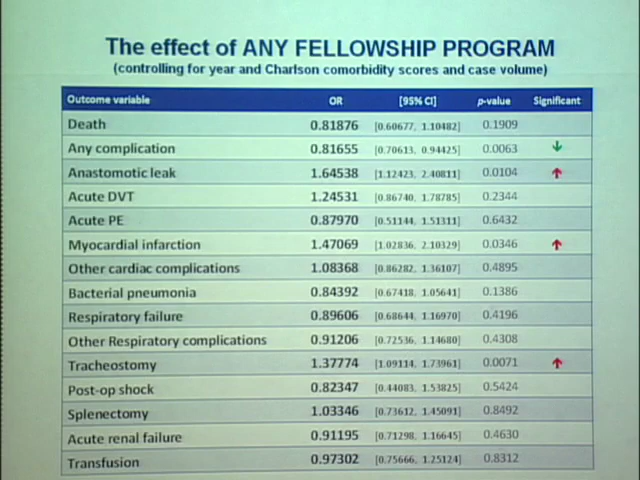 The effect of ANY FELLOWSHIP PROGRAM
(controlling for year and Charlson comorbidity scores and case volume)
Outcome variable OR [95% CI] p-value Significant
Death 0.81876 [0.60677, 1.10482] 0.1909
Any complication 0.81655 [0.70613, 0.94425] 0.0063 ↓
Anastomotic leak 1.64538 [1.12423, 2.40811] 0.0104 ↑
Acute DVT 1.24531 [0.86740, 1.78785] 0.2344
Acute PE 0.87970 [0.51144, 1.51311] 0.6432
Myocardial infarction 1.47069 [1.02836, 2.10329] 0.0346 ↑
Other cardiac complications 1.08368 [0.86282, 1.36107] 0.4895
Bacterial pneumonia 0.84392 [0.67418, 1.05641] 0.1386
Respiratory failure 0.89606 [0.68644, 1.16970] 0.4196
Other Respiratory complications 0.91206 [0.72536, 1.14680] 0.4308
Tracheostomy 1.37774 [1.09114, 1.73961] 0.0071 ↑
Post-op shock 0.82347 [0.44083, 1.53825] 0.5424
Splenectomy 1.03346 [0.73612, 1.45091] 0.8492
Acute renal failure 0.91195 [0.71298, 1.16645] 0.4630
Transfusion 0.97302 [0.75666, 1.25124] 0.8312